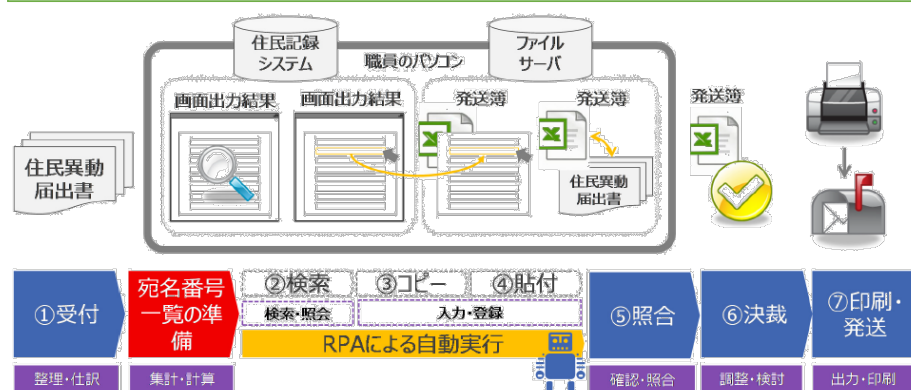 住民記録
システム
職員のパソコン
ファイル
サーバ
画面出力結果
画面出力結果
発送簿
発送簿
発送簿
住民異動
届出書
住民異動
届出書
①受付
宛名番号
一覧の準
備
②検索
③コピー
④貼付
検索・照会
入力・登録
RPAによる自動実行
⑤照合
⑥決裁
⑦印刷・
発送
整理・仕訳
集計・計算
確認・照合
調整・検討
出力・印刷